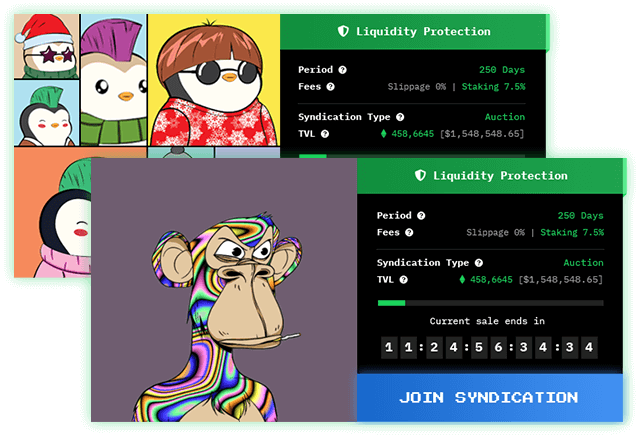 Liquidity Protection
Period ? 250 Days
Fees ? Slippage 0% | Staking 7.5%
Syndication Type ? Auction
TVL ? 458,6645 [$1,548,548.65]
Liquidity Protection
Period ? 250 Days
Fees ? Slippage 0% | Staking 7.5%
Syndication Type ? Auction
TVL ? 458,6645 [$1,548,548.65]
Current sale ends in
11:24:56:34:34
JOIN SYNDICATION